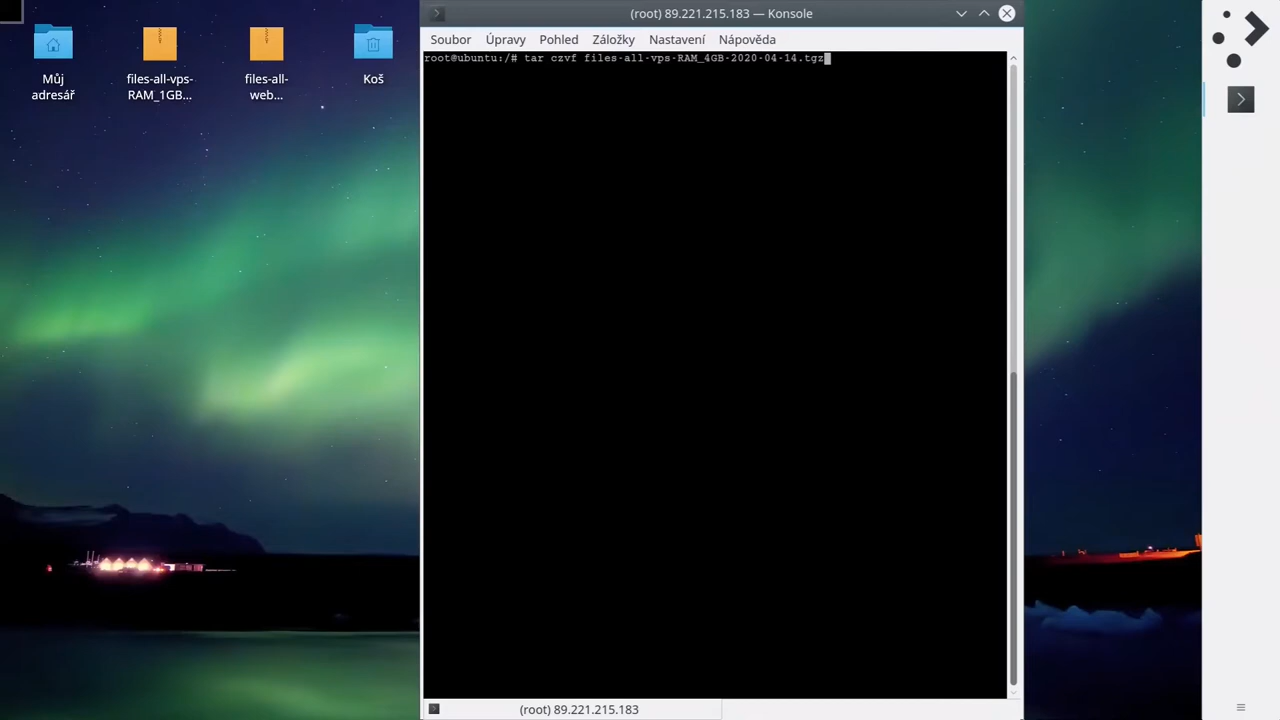 (root) 89.221.215.183 — Konsole
Soubor Úpravy Pohled Záložky Nastavení Nápověda
root@ubuntu:/# tar czvf files-all-vps-RAM_4GB-2020-04-14.tgz
Můj
adresář
files-all-vps-
RAM_1GB...
files-all-
web...
Koš
(root) 89.221.215.183